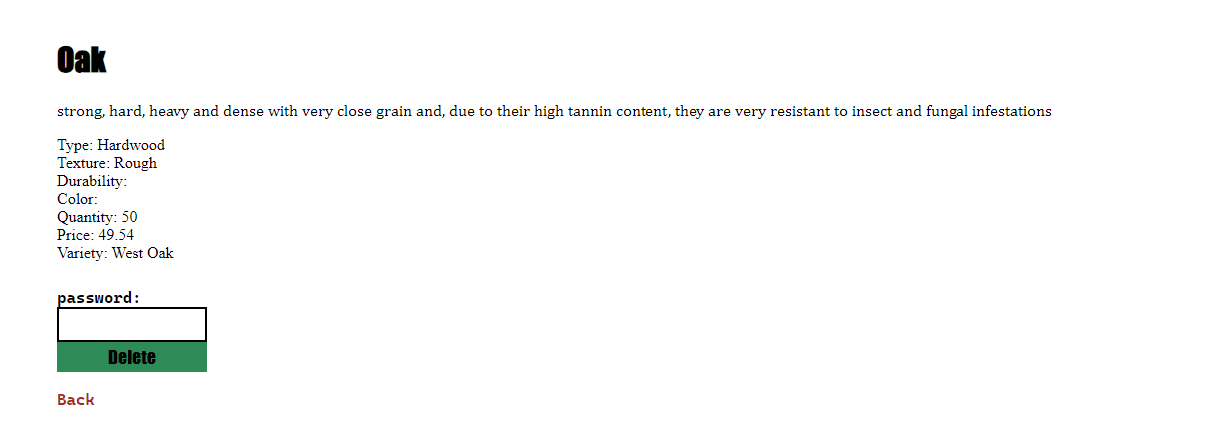 Oak
strong, hard, heavy and dense with very close grain and, due to their high tannin content, they are very resistant to insect and fungal infestations
Type: Hardwood
Texture: Rough
Durability:
Color:
Quantity: 50
Price: 49.54
Variety: West Oak
password:
Delete
Back